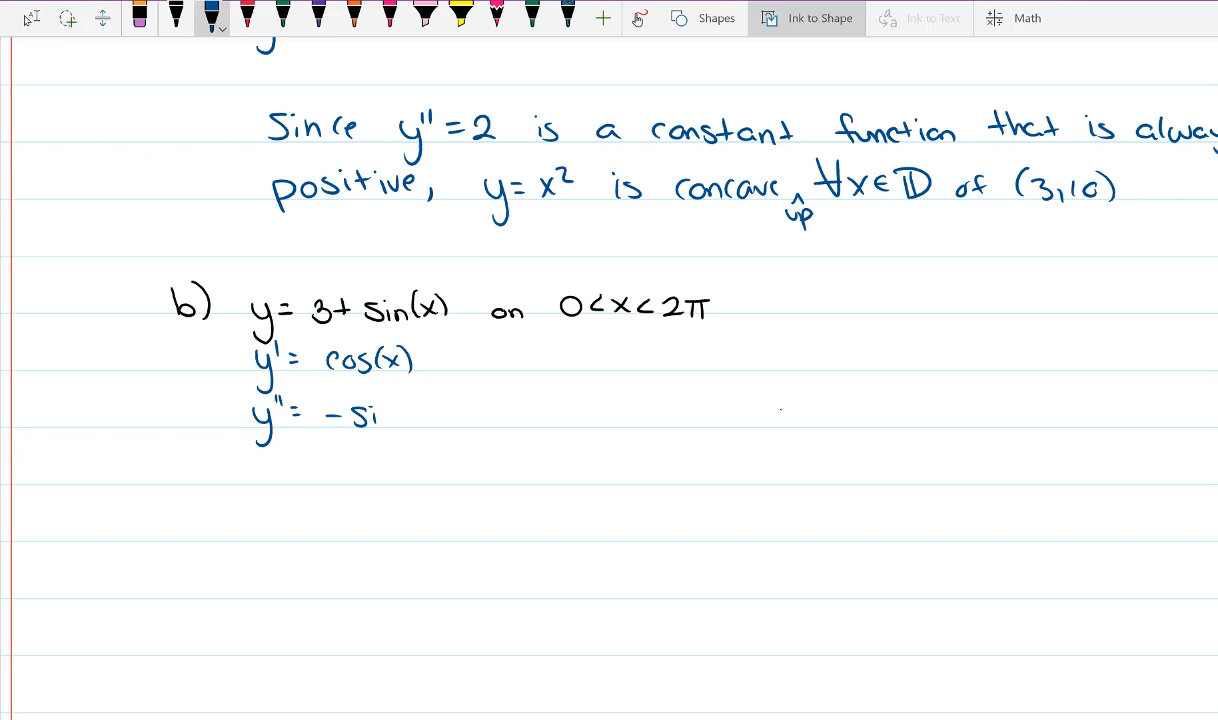 Shapes Ink to Shape Ink to Text Math
y
Since y'' = 2 is a constant function that is alway
positive, y = x² is concave ^ ∀x ∈ 𝔻 of (3,10)
up
b) y = 3 + sin(x) on 0 < x < 2π
y' = cos(x)
y'' = - si